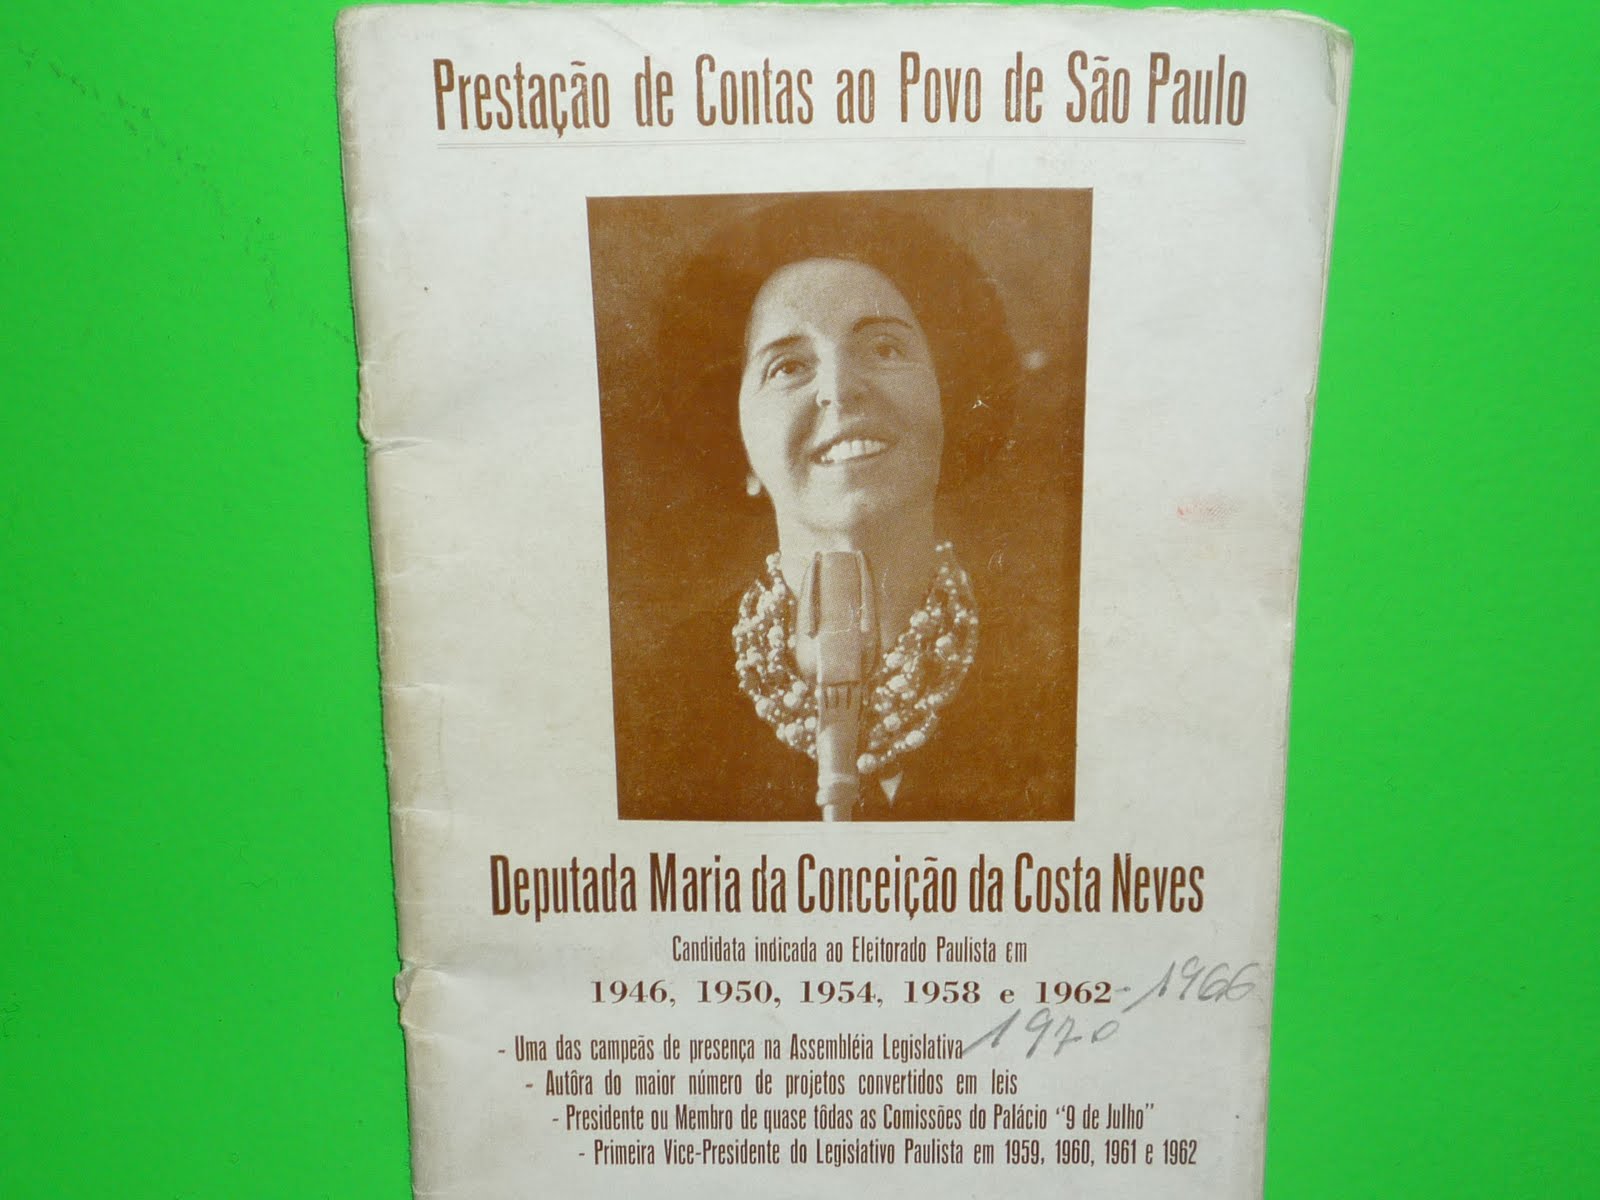 Prestação de Contas ao Povo de São Paulo
Deputada Maria da Conceição da Costa Neves
Candidata indicada ao Eleitorado Paulista em
1946, 1950, 1954, 1958 e 1962 - 1966
1970
- Uma das campeãs de presença na Assembléia Legislativa
- Autôra do maior número de projetos convertidos em leis
- Presidente ou Membro de quase tôdas as Comissões do Palácio "9 de Julho"
- Primeira Vice-Presidente do Legislativo Paulista em 1959, 1960, 1961 e 1962